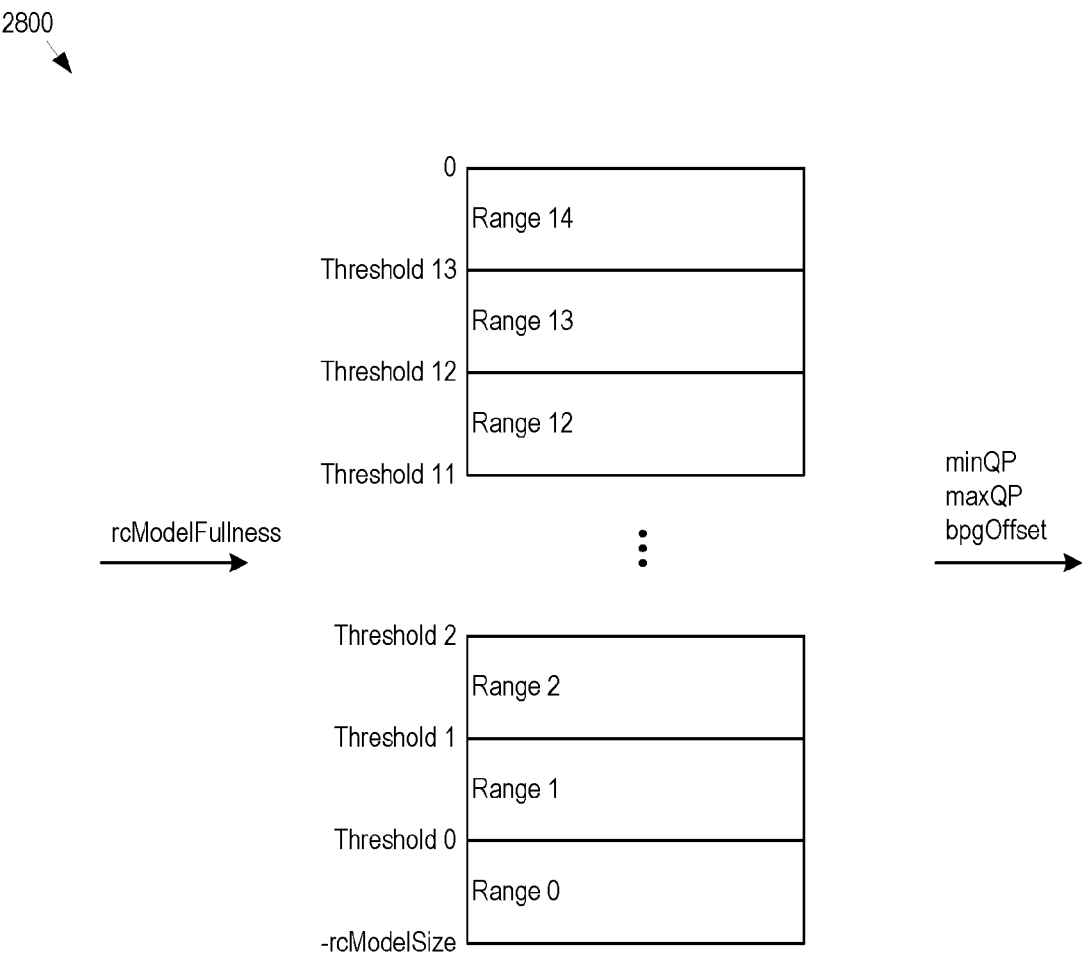 2800
0
Range 14
Threshold 13
Range 13
Threshold 12
Range 12
Threshold 11
minQP
maxQP
bpgOffset
rcModelFullness
Threshold 2
Range 2
Threshold 1
Range 1
Threshold 0
Range 0
-rcModelSize